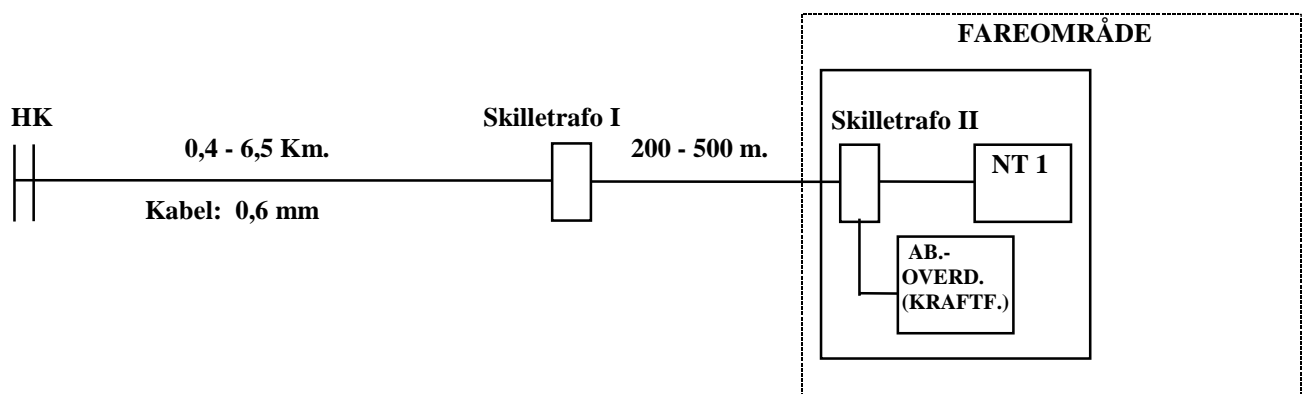 FAREOMRÅDE
HK
Skilletrafo I
Skilletrafo II
0,4 - 6,5 Km.
200 - 500 m.
NT 1
Kabel: 0,6 mm
AB.-
OVERD.
(KRAFTF.)